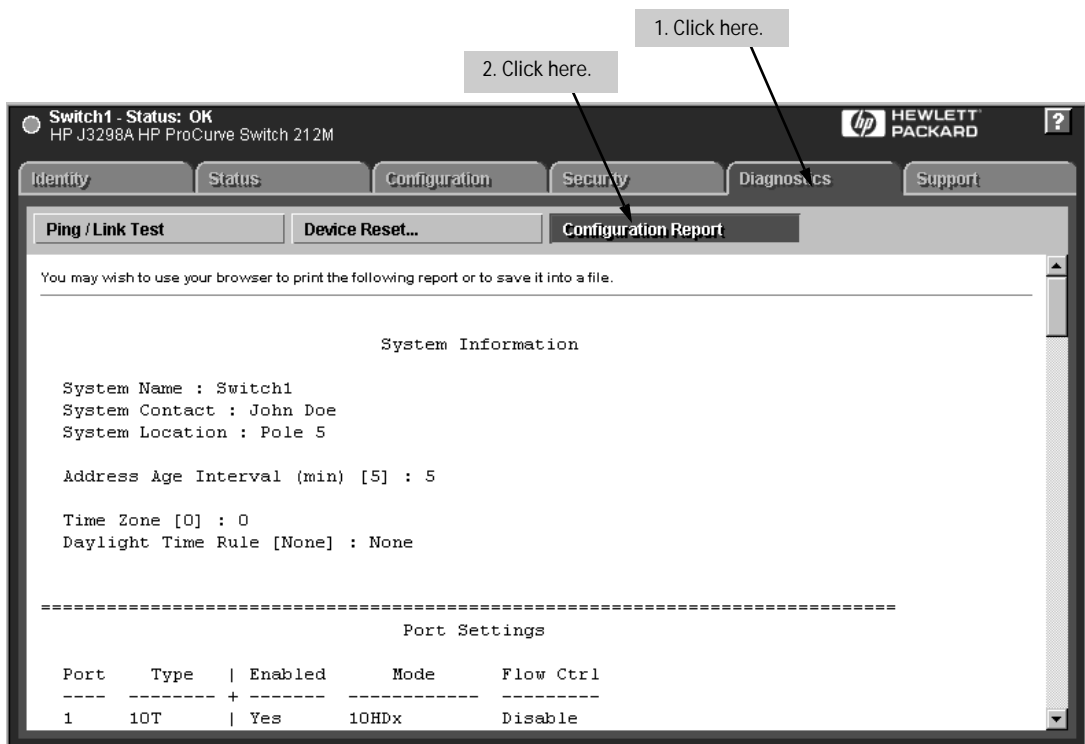 1. Click here.
2. Click here.
Switch1 - Status: OK
HP J3298A HP ProCurve Switch 212M
hp HEWLETT PACKARD
?
Identity Status Configuration Security Diagnostics Support
Ping / Link Test Device Reset... Configuration Report
You may wish to use your browser to print the following report or to save it into a file.
System Information
System Name : Switch1
System Contact : John Doe
System Location : Pole 5
Address Age Interval (min) [5] : 5
Time Zone [0] : 0
Daylight Time Rule [None] : None
==============================================================================
Port Settings
Port Type | Enabled Mode Flow Ctrl
---- -------- + ------- ------------ ---------
1 10T | Yes 10HDx Disable